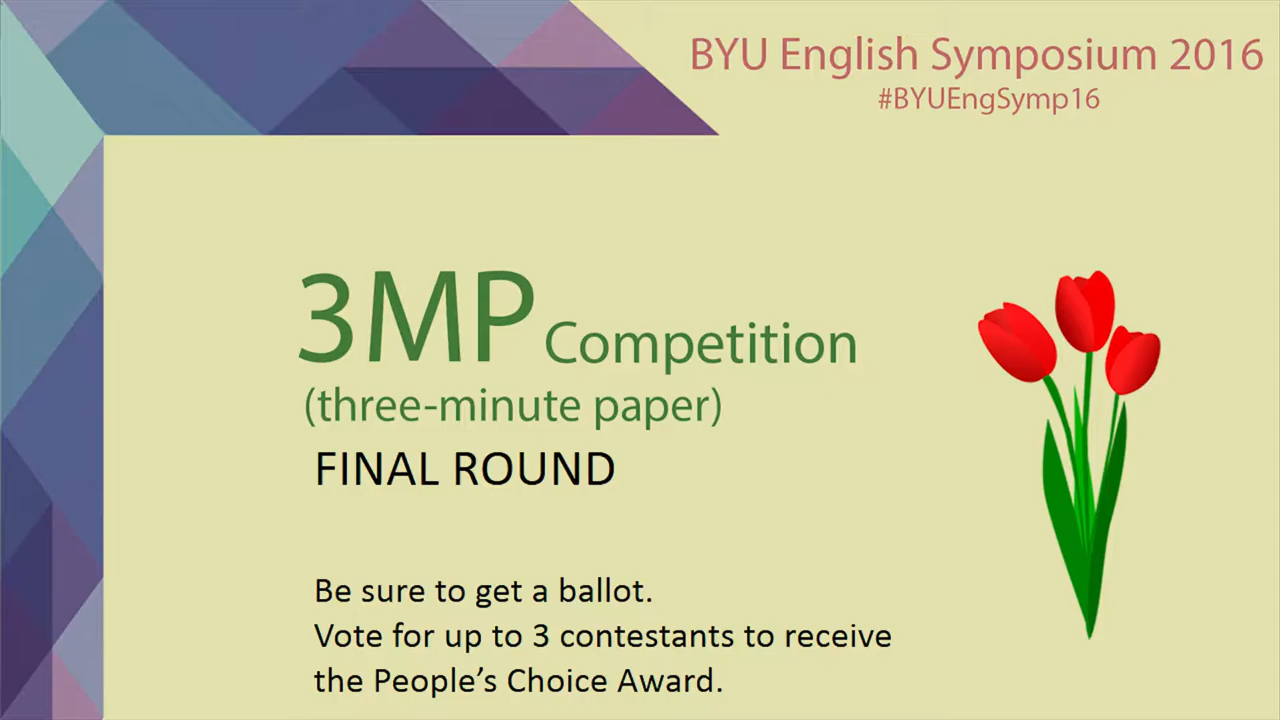 BYU English Symposium 2016
#BYUEngSymp16
3MP Competition
(three-minute paper)
FINAL ROUND
Be sure to get a ballot.
Vote for up to 3 contestants to receive
the People’s Choice Award.